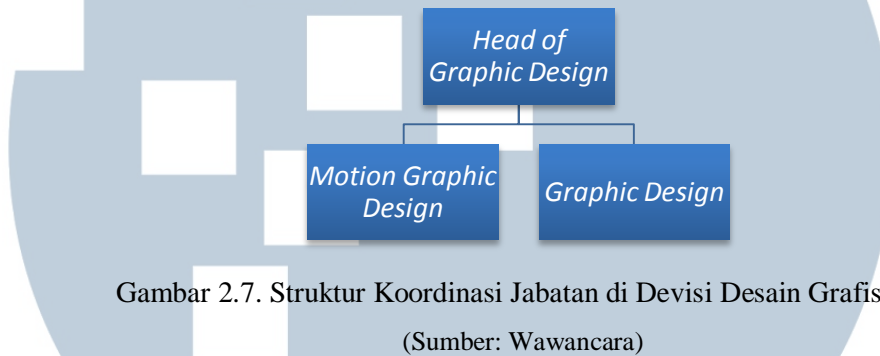 Head of
Graphic Design
Motion Graphic
Design
Graphic Design
Gambar 2.7. Struktur Koordinasi Jabatan di Devisi Desain Grafis
(Sumber: Wawancara)